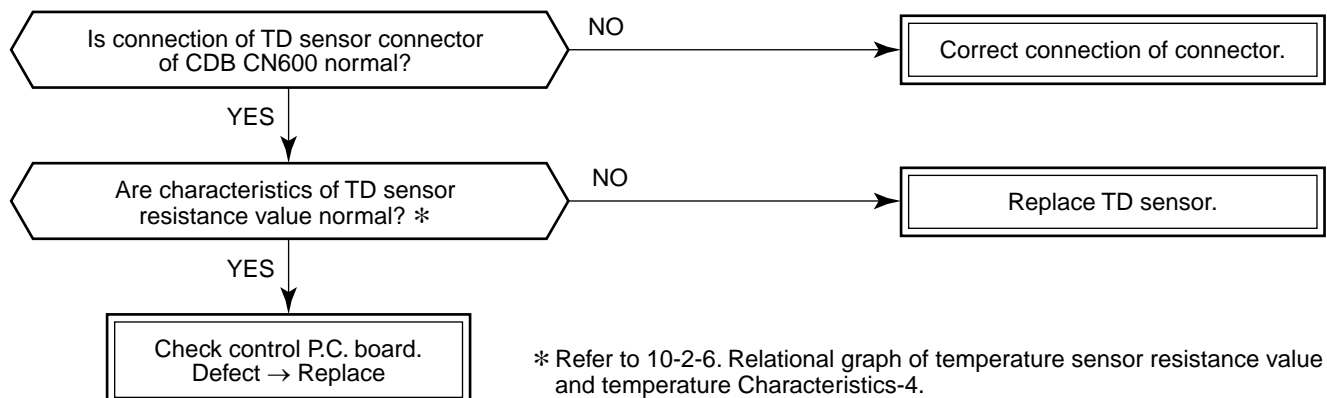 Is connection of TD sensor connector
of CDB CN600 normal?
NO
Correct connection of connector.
YES
Are characteristics of TD sensor
resistance value normal? *
NO
Replace TD sensor.
YES
Check control P.C. board.
Defect → Replace
* Refer to 10-2-6. Relational graph of temperature sensor resistance value
and temperature Characteristics-4.